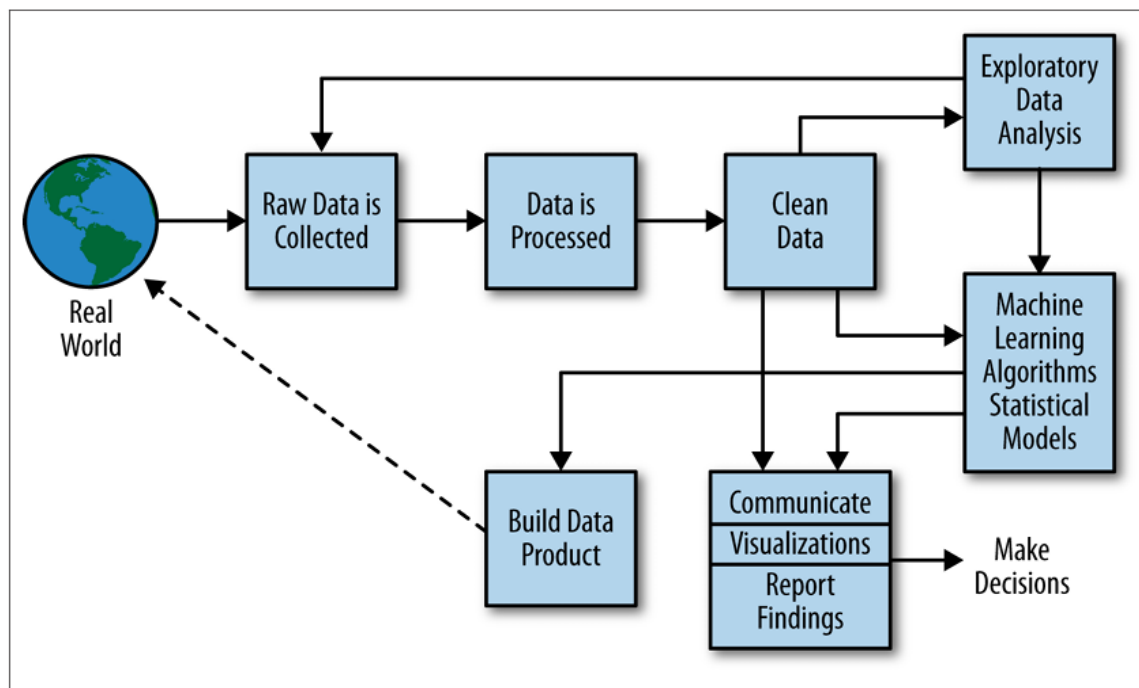 Exploratory
Data
Analysis
Raw Data is
Collected
Data is
Processed
Clean
Data
Real
World
Machine
Learning
Algorithms
Statistical
Models
Build Data
Product
Communicate
Visualizations
Report
Findings
Make
Decisions